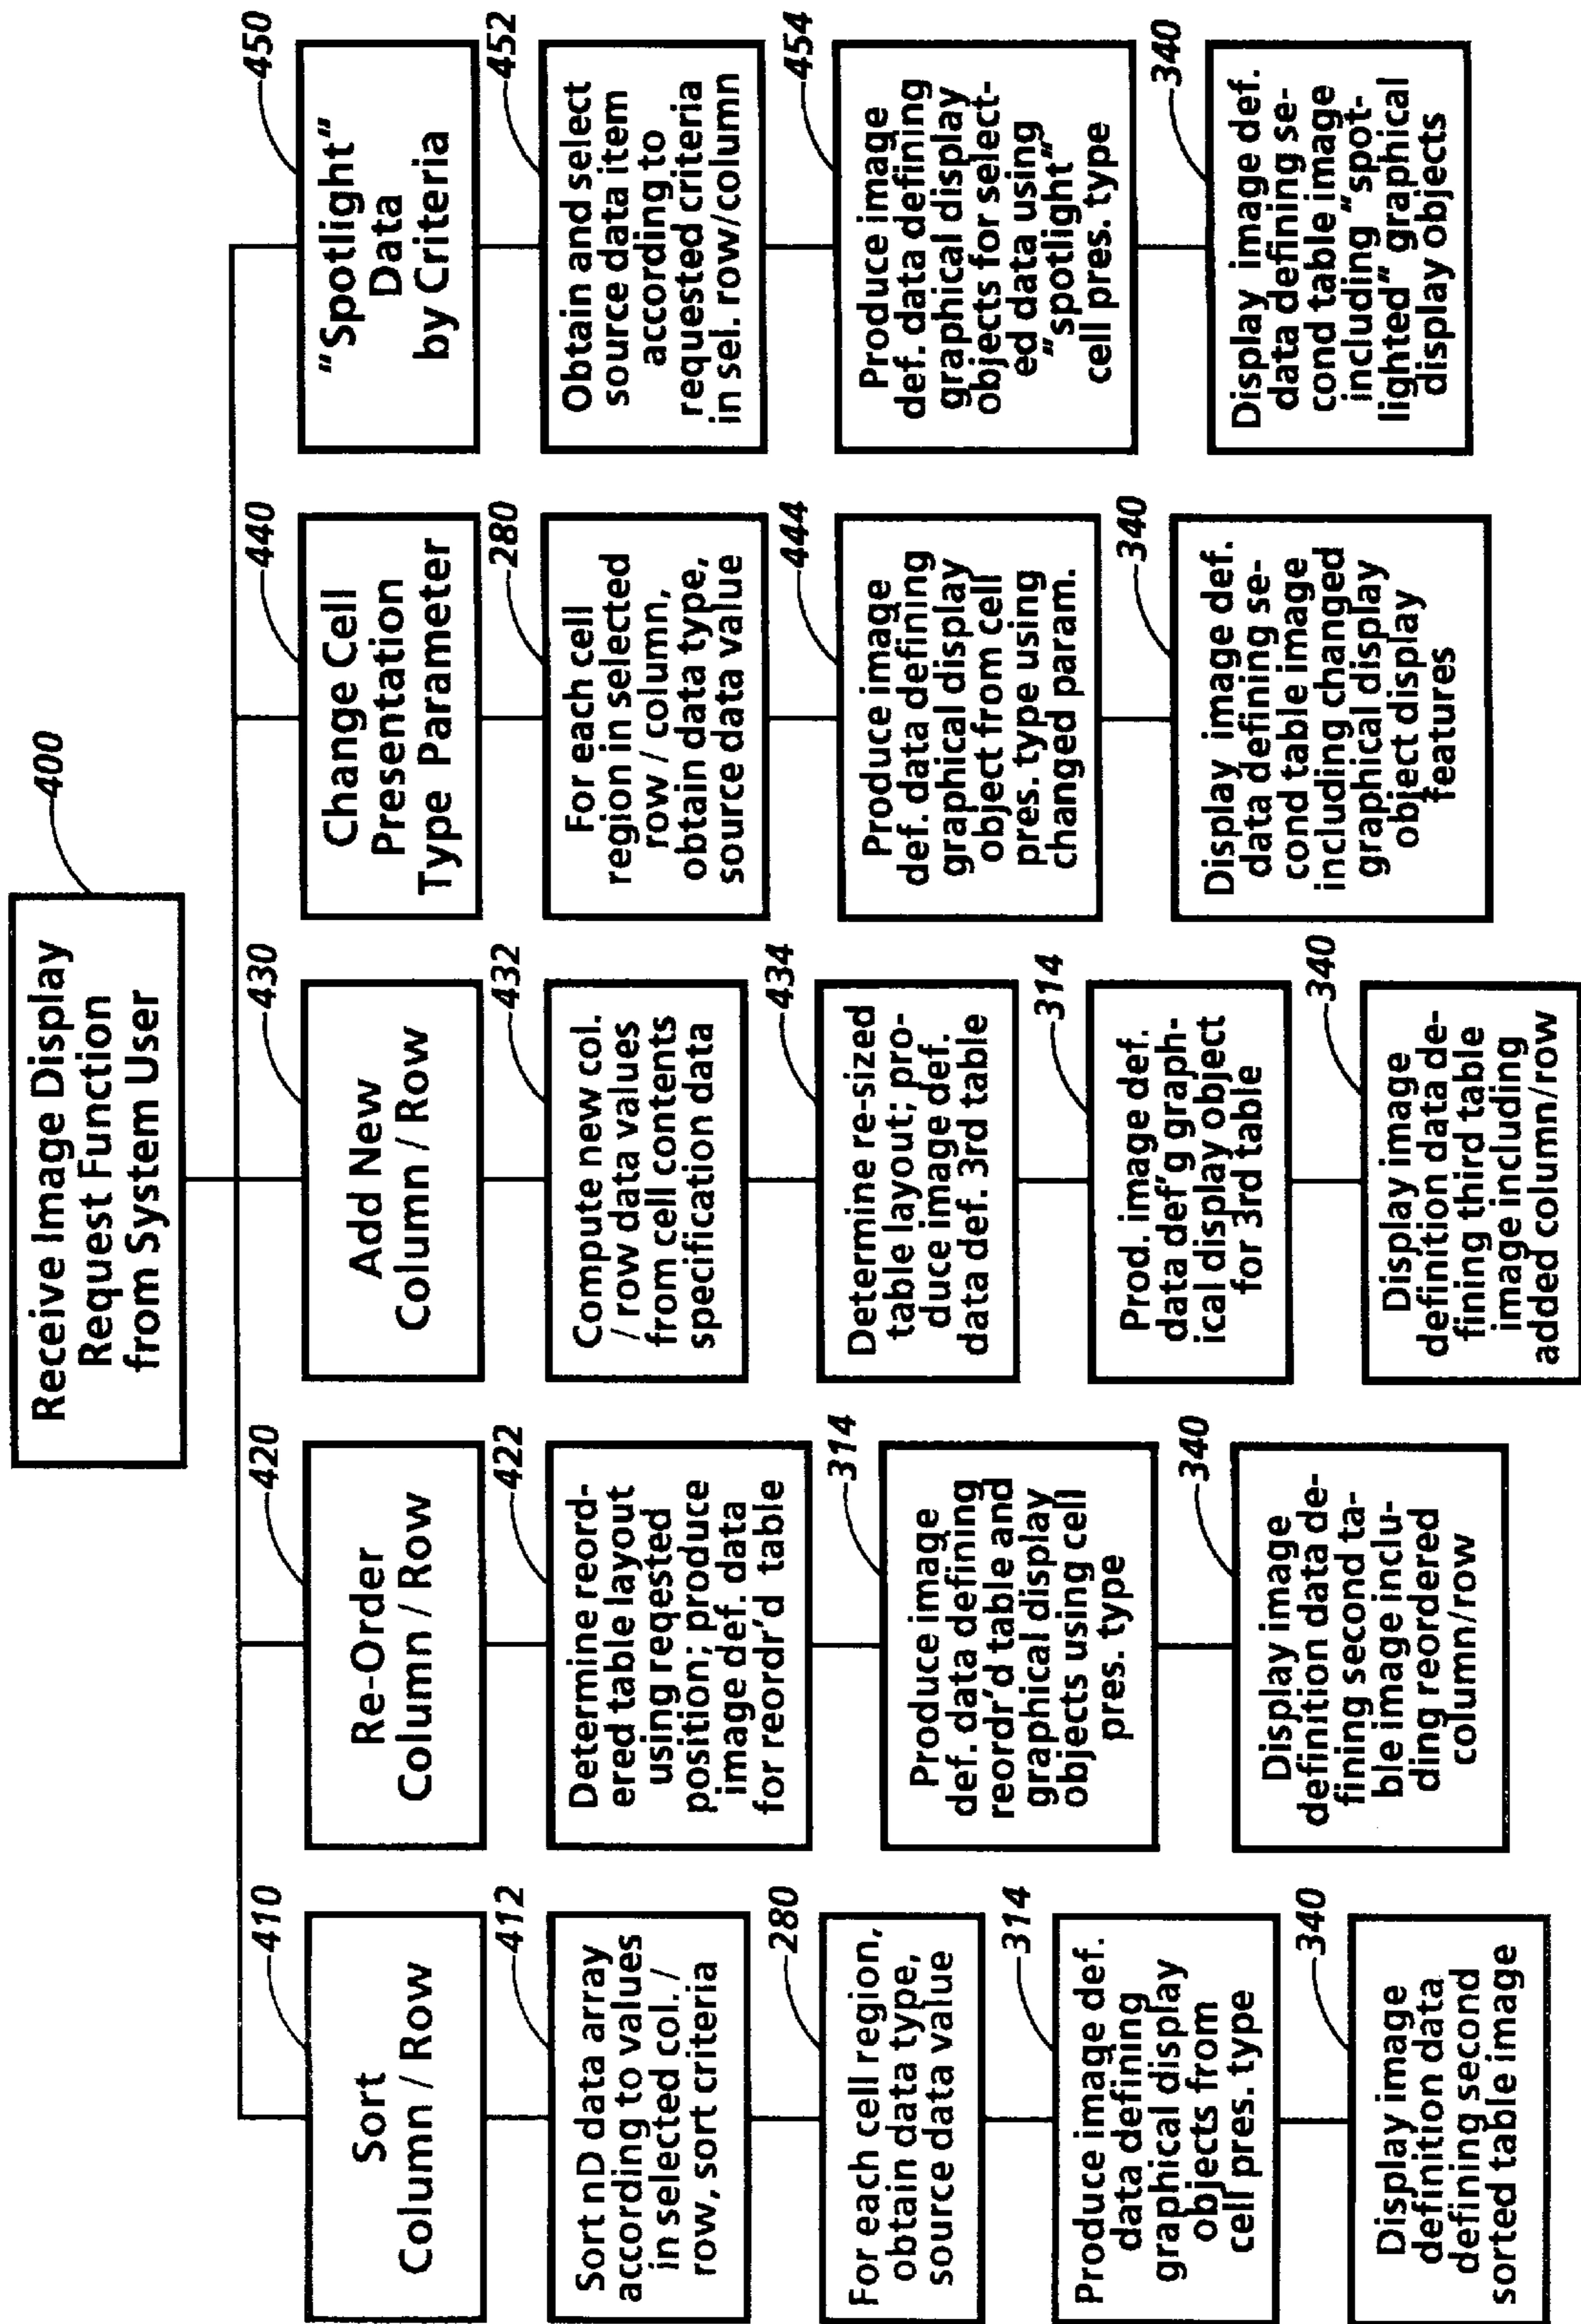 Receive Image Display
Request Function
from System User
400
410
Sort
Column / Row
412
Sort nD data array
according to values
in selected col. /
row, sort criteria
280
For each cell region,
obtain data type,
source data value
314
Produce image def.
data defining
graphical display
objects from
cell pres. type
340
Display image
definition data
defining second
sorted table image
420
Re-Order
Column / Row
422
Determine reord-
ered table layout
using reqested
position; produce
image def. data
for reordr'd table
314
Produce image
def. data defining
reordr'd table and
graphical display
objects using cell
pres. type
340
Display image
definition data de-
fining second ta-
ble image inclu-
ding reordered
column/row
430
Add New
Column / Row
432
Compute new col.
/ row data values
from cell contents
specification data
434
Determine re-sized
table layout; pro-
duce image def.
data def. 3rd table
314
Prod. image def.
data def'g graph-
ical display object
for 3rd table
340
Display image
definition data de-
fining third table
image including
added column/row
440
Change Cell
Presentation
Type Parameter
280
For each cell
region in selected
row / column,
obtain data type,
source data value
444
Produce image
def. data defining
graphical display
object from cell
pres. type using
changed param.
340
Display image def.
data defining se-
cond table image
including changed
graphical display
object display
features
450
"Spotlight"
Data
by Criteria
452
Obtain and select
source data item
according to
requested criteria
in sel. row/column
454
Produce image
def. data defining
graphical display
objects for select-
ed data using
"spotlight"
cell pres. type
340
Display image def.
data defining se-
cond table image
including "spot-
lighted" graphical
display objects